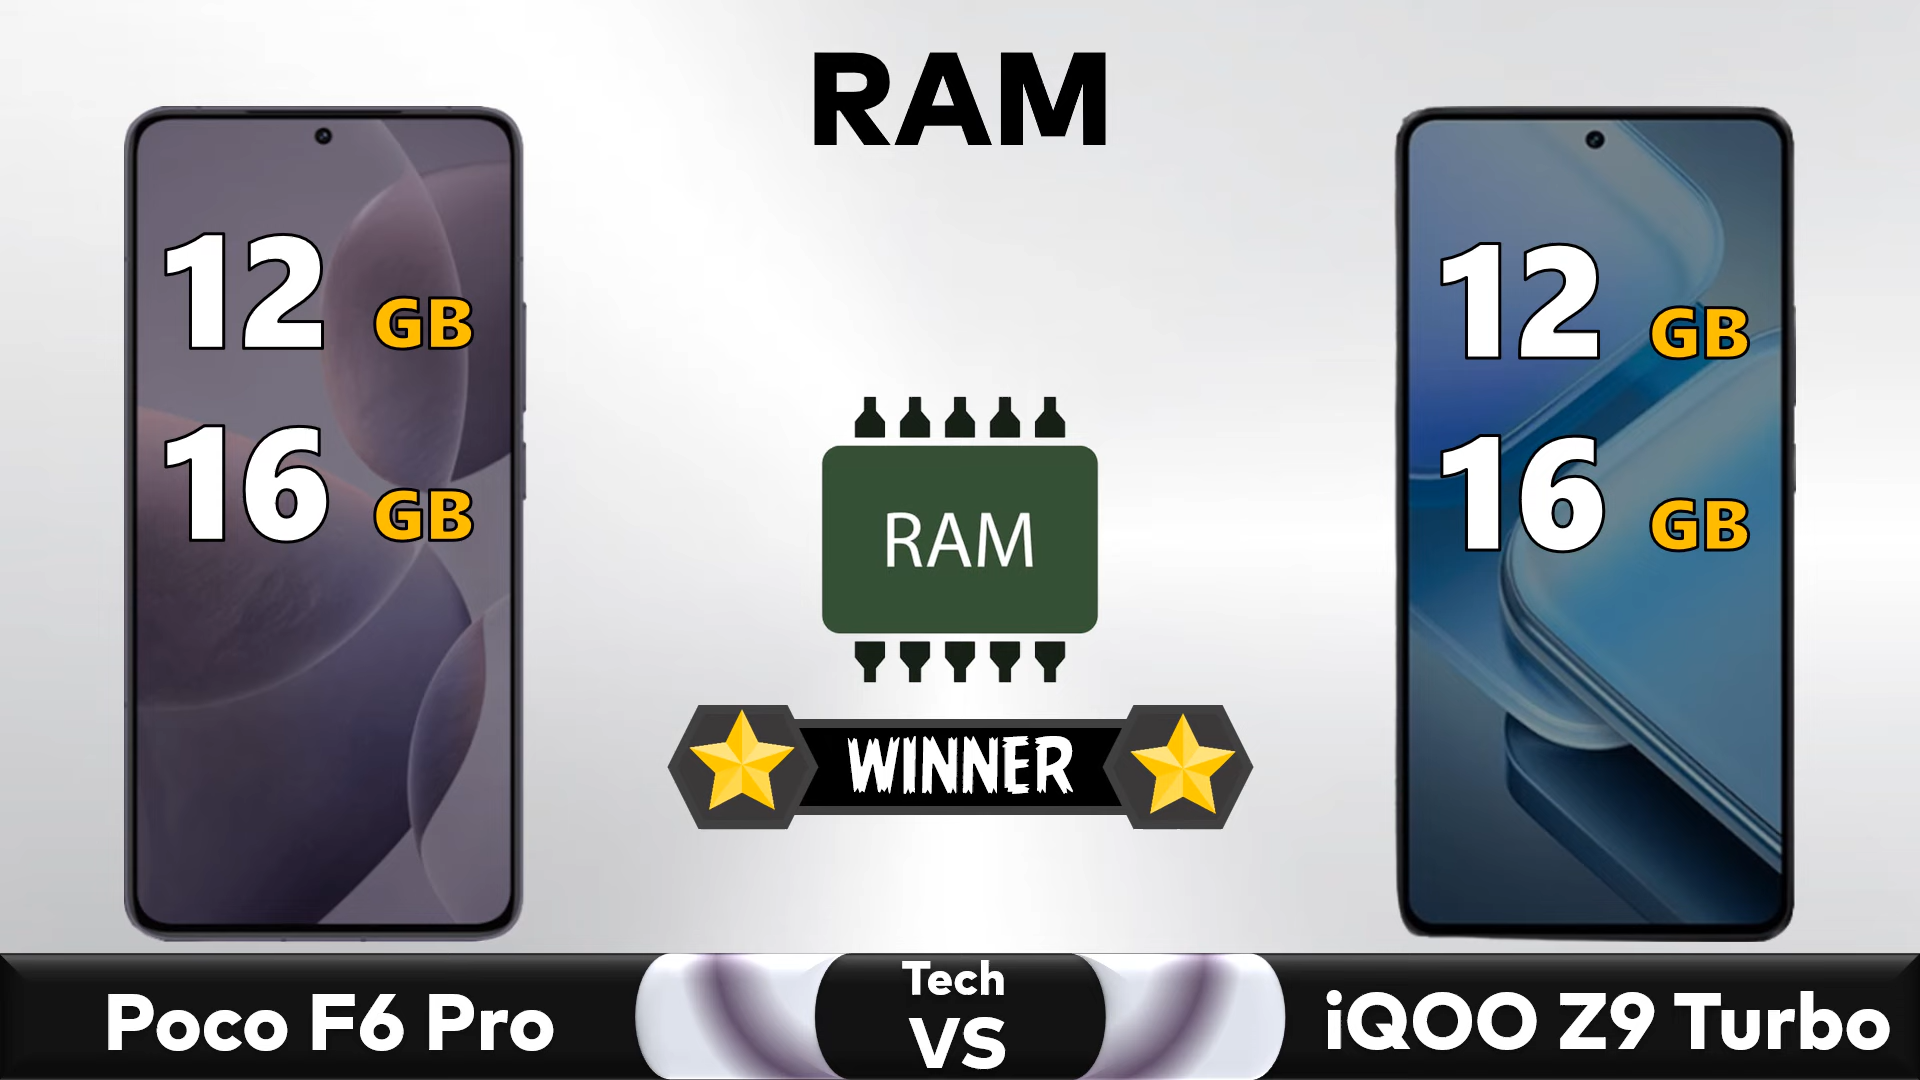 RAM
12 GB
16 GB
12 GB
16 GB
RAM
WINNER
Poco F6 Pro
Tech
VS
iQOO Z9 Turbo